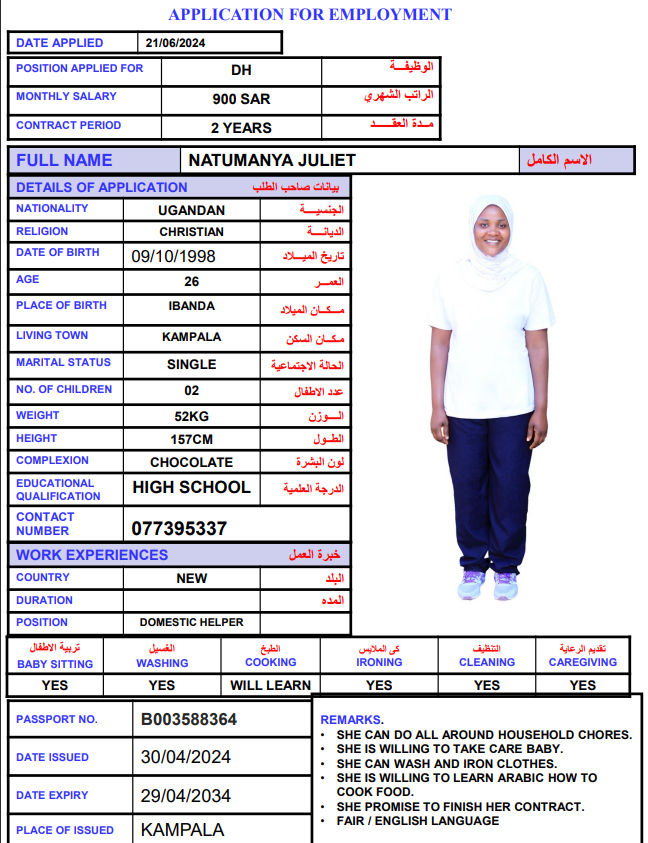 APPLICATION FOR EMPLOYMENT
DATE APPLIED 21/06/2024
POSITION APPLIED FOR DH الوظيفـــة
MONTHLY SALARY 900 SAR الراتب الشهري
CONTRACT PERIOD 2 YEARS مـدة العقـــد
FULL NAME NATUMANYA JULIET الاسم الكامل
DETAILS OF APPLICATION بيانات صاحب الطلب
NATIONALITY UGANDAN الجنسيـــة
RELIGION CHRISTIAN الديانـــة
DATE OF BIRTH 09/10/1998 تاريخ الميـــلاد
AGE 26 العمــر
PLACE OF BIRTH IBANDA مـكـان الميلاد
LIVING TOWN KAMPALA مكـان السكن
MARITAL STATUS SINGLE الحالة الاجتماعية
NO. OF CHILDREN 02 عدد الاطفال
WEIGHT 52KG الـــوزن
HEIGHT 157CM الطـول
COMPLEXION CHOCOLATE لون البشرة
EDUCATIONAL QUALIFICATION HIGH SCHOOL الدرجة العلمية
CONTACT NUMBER 077395337
WORK EXPERIENCES خبرة العمل
COUNTRY NEW البلد
DURATION المده
POSITION DOMESTIC HELPER
تربية الاطفال الغسيل الطبخ كي الملابس التنظيف تقديم الرعاية
BABY SITTING WASHING COOKING IRONING CLEANING CAREGIVING
YES YES WILL LEARN YES YES YES
PASSPORT NO. B003588364
DATE ISSUED 30/04/2024
DATE EXPIRY 29/04/2034
PLACE OF ISSUED KAMPALA
REMARKS.
• SHE CAN DO ALL AROUND HOUSEHOLD CHORES.
• SHE IS WILLING TO TAKE CARE BABY.
• SHE CAN WASH AND IRON CLOTHES.
• SHE IS WILLING TO LEARN ARABIC HOW TO
COOK FOOD.
• SHE PROMISE TO FINISH HER CONTRACT.
• FAIR / ENGLISH LANGUAGE